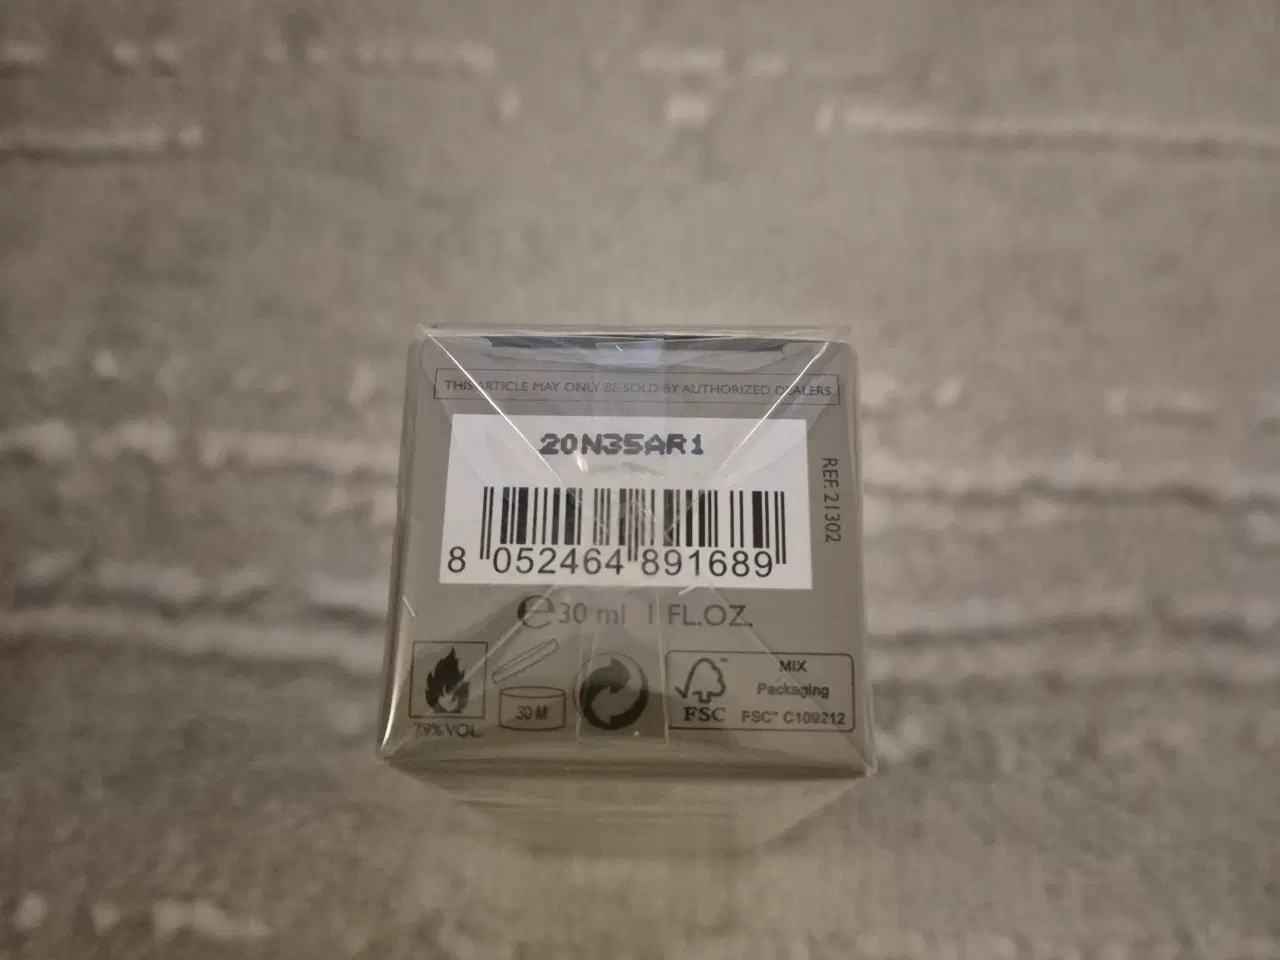 THIS ARTICLE MAY ONLY BE SOLD BY AUTHORIZED DEALERS
20N35AR1
REF. 21302
8 052464 891689
e 30 ml 1 FL.OZ.
79% VOL.
30 M
FSC™
MIX
Packaging
FSC™ C109212